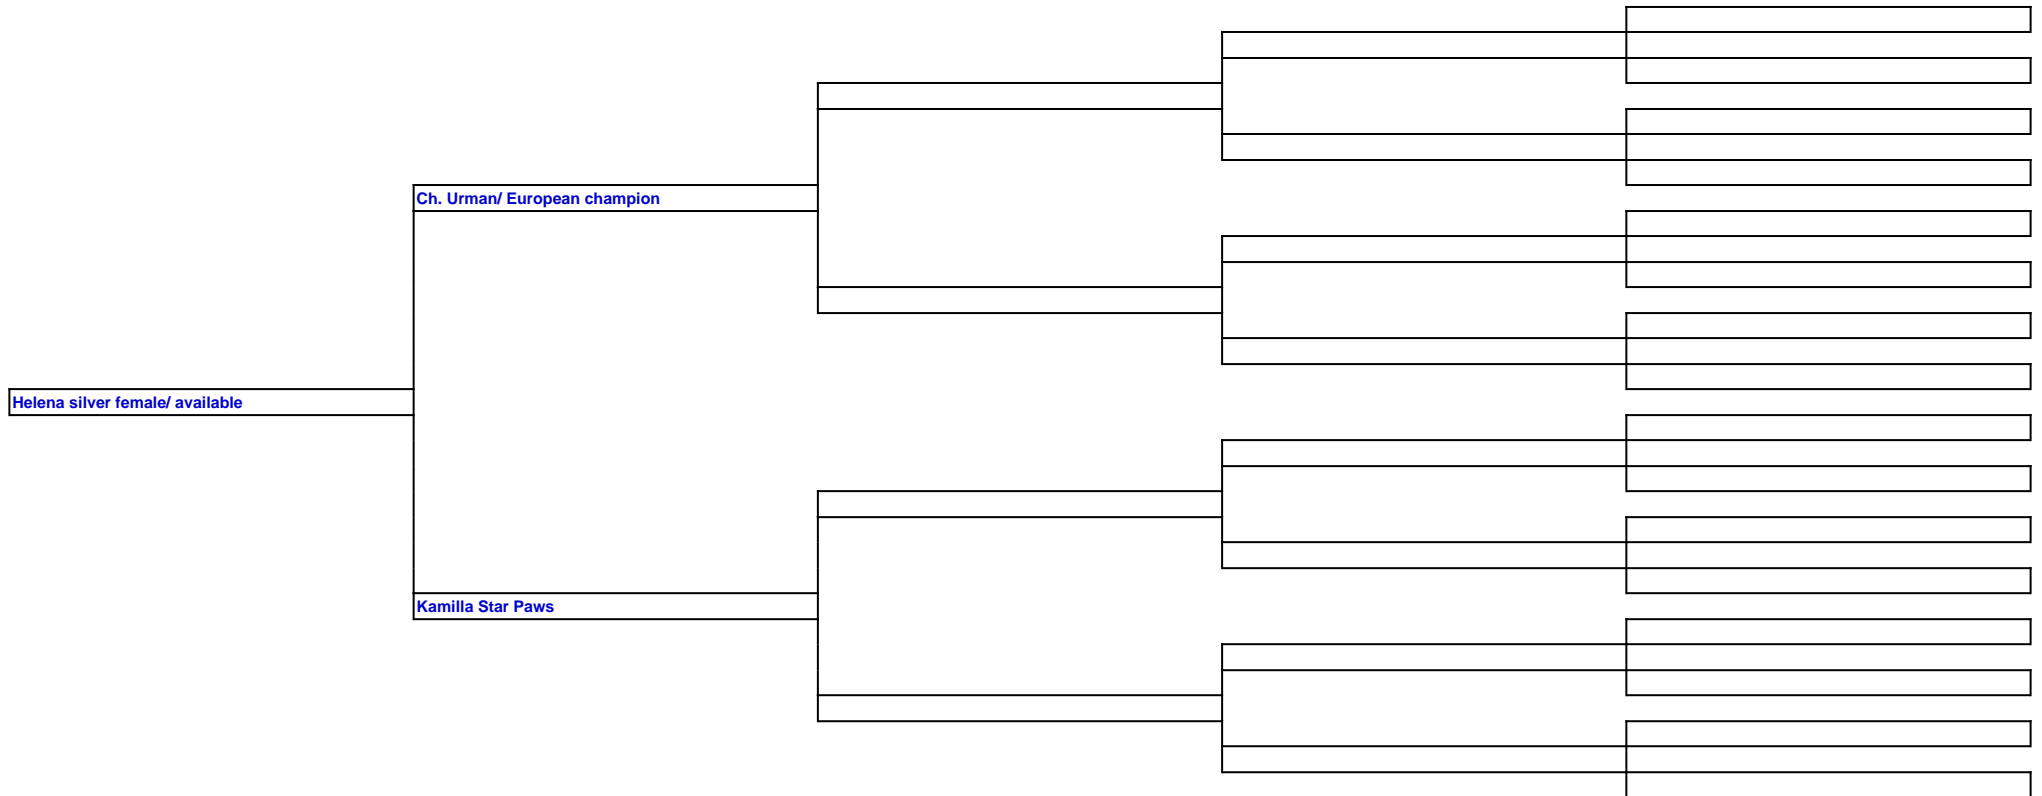 Ch. Urman/ European champion
Helena silver female/ available
Kamilla Star Paws